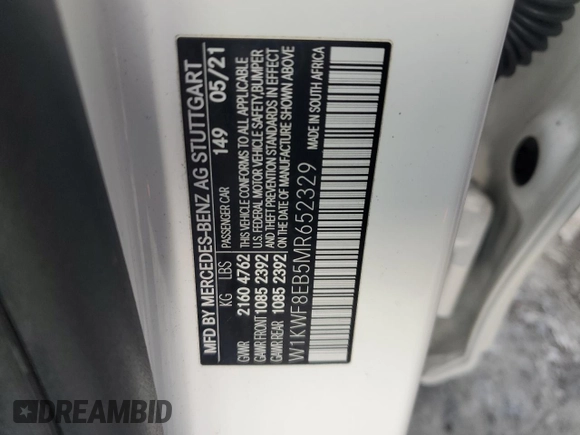 MFD BY MERCEDES-BENZ AG STUTTGART
KG LBS PASSENGER CAR 149 05/21
GVWR 2160 4762 THIS VEHICLE CONFORMS TO ALL APPLICABLE
GAWR FRONT 1085 2392 U.S. FEDERAL MOTOR VEHICLE SAFETY, BUMPER
GAWR REAR 1085 2392 AND THEFT PREVENTION STANDARDS IN EFFECT
ON THE DATE OF MANUFACTURE SHOWN ABOVE
W1KWF8EB5MR652329 MADE IN SOUTH AFRICA
DREAMBID